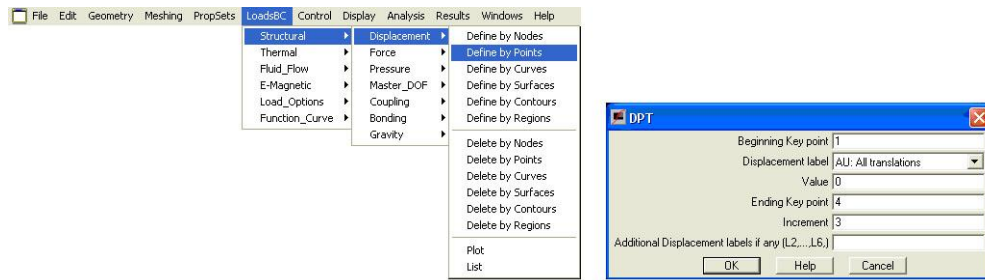 File Edit Geometry Meshing PropSets LoadsBC Control Display Analysis Results Windows Help
Structural
Thermal
Fluid_Flow
E-Magnetic
Load_Options
Function_Curve
Displacement
Force
Pressure
Master_DOF
Coupling
Bonding
Gravity
Define by Nodes
Define by Points
Define by Curves
Define by Surfaces
Define by Contours
Define by Regions
Delete by Nodes
Delete by Points
Delete by Curves
Delete by Surfaces
Delete by Contours
Delete by Regions
Plot
List
DPT
Beginning Key point 1
Displacement label AU: All translations
Value 0
Ending Key point 4
Increment 3
Additional Displacement labels if any (L2,...,L6,)
OK Help Cancel